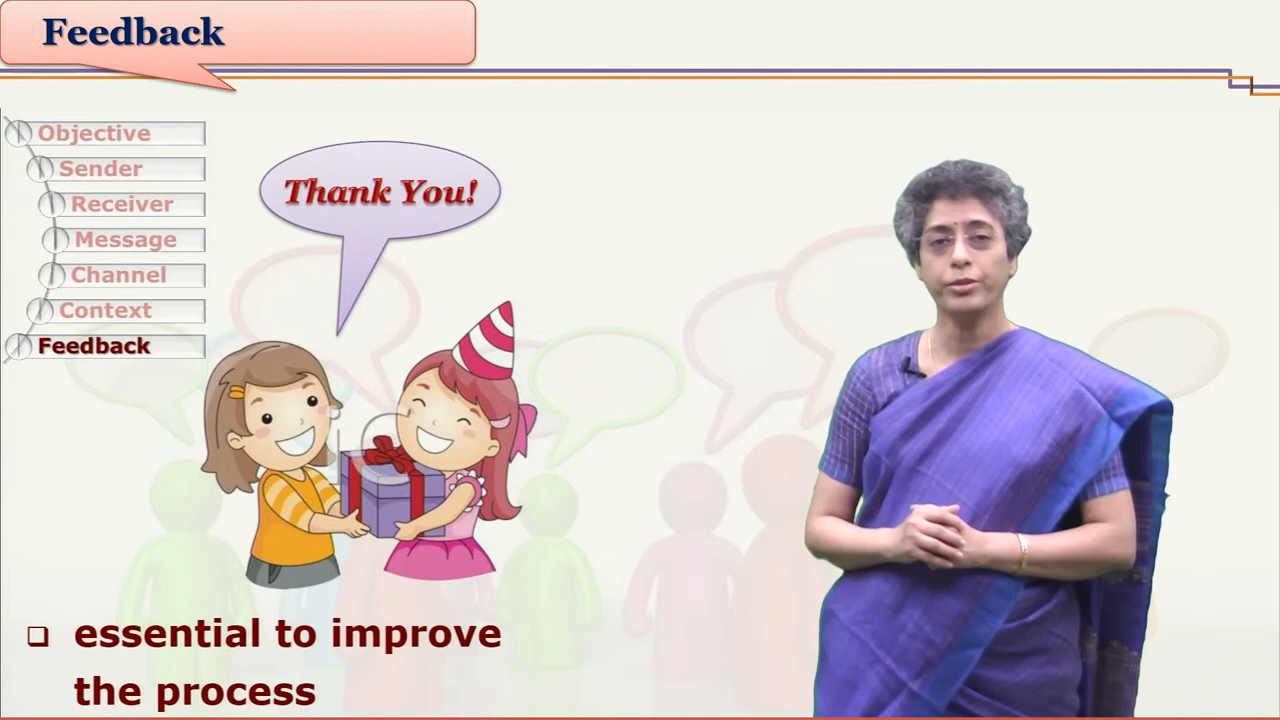 Feedback
Objective
Sender
Receiver
Message
Channel
Context
Feedback
Thank You!
essential to improve
the process